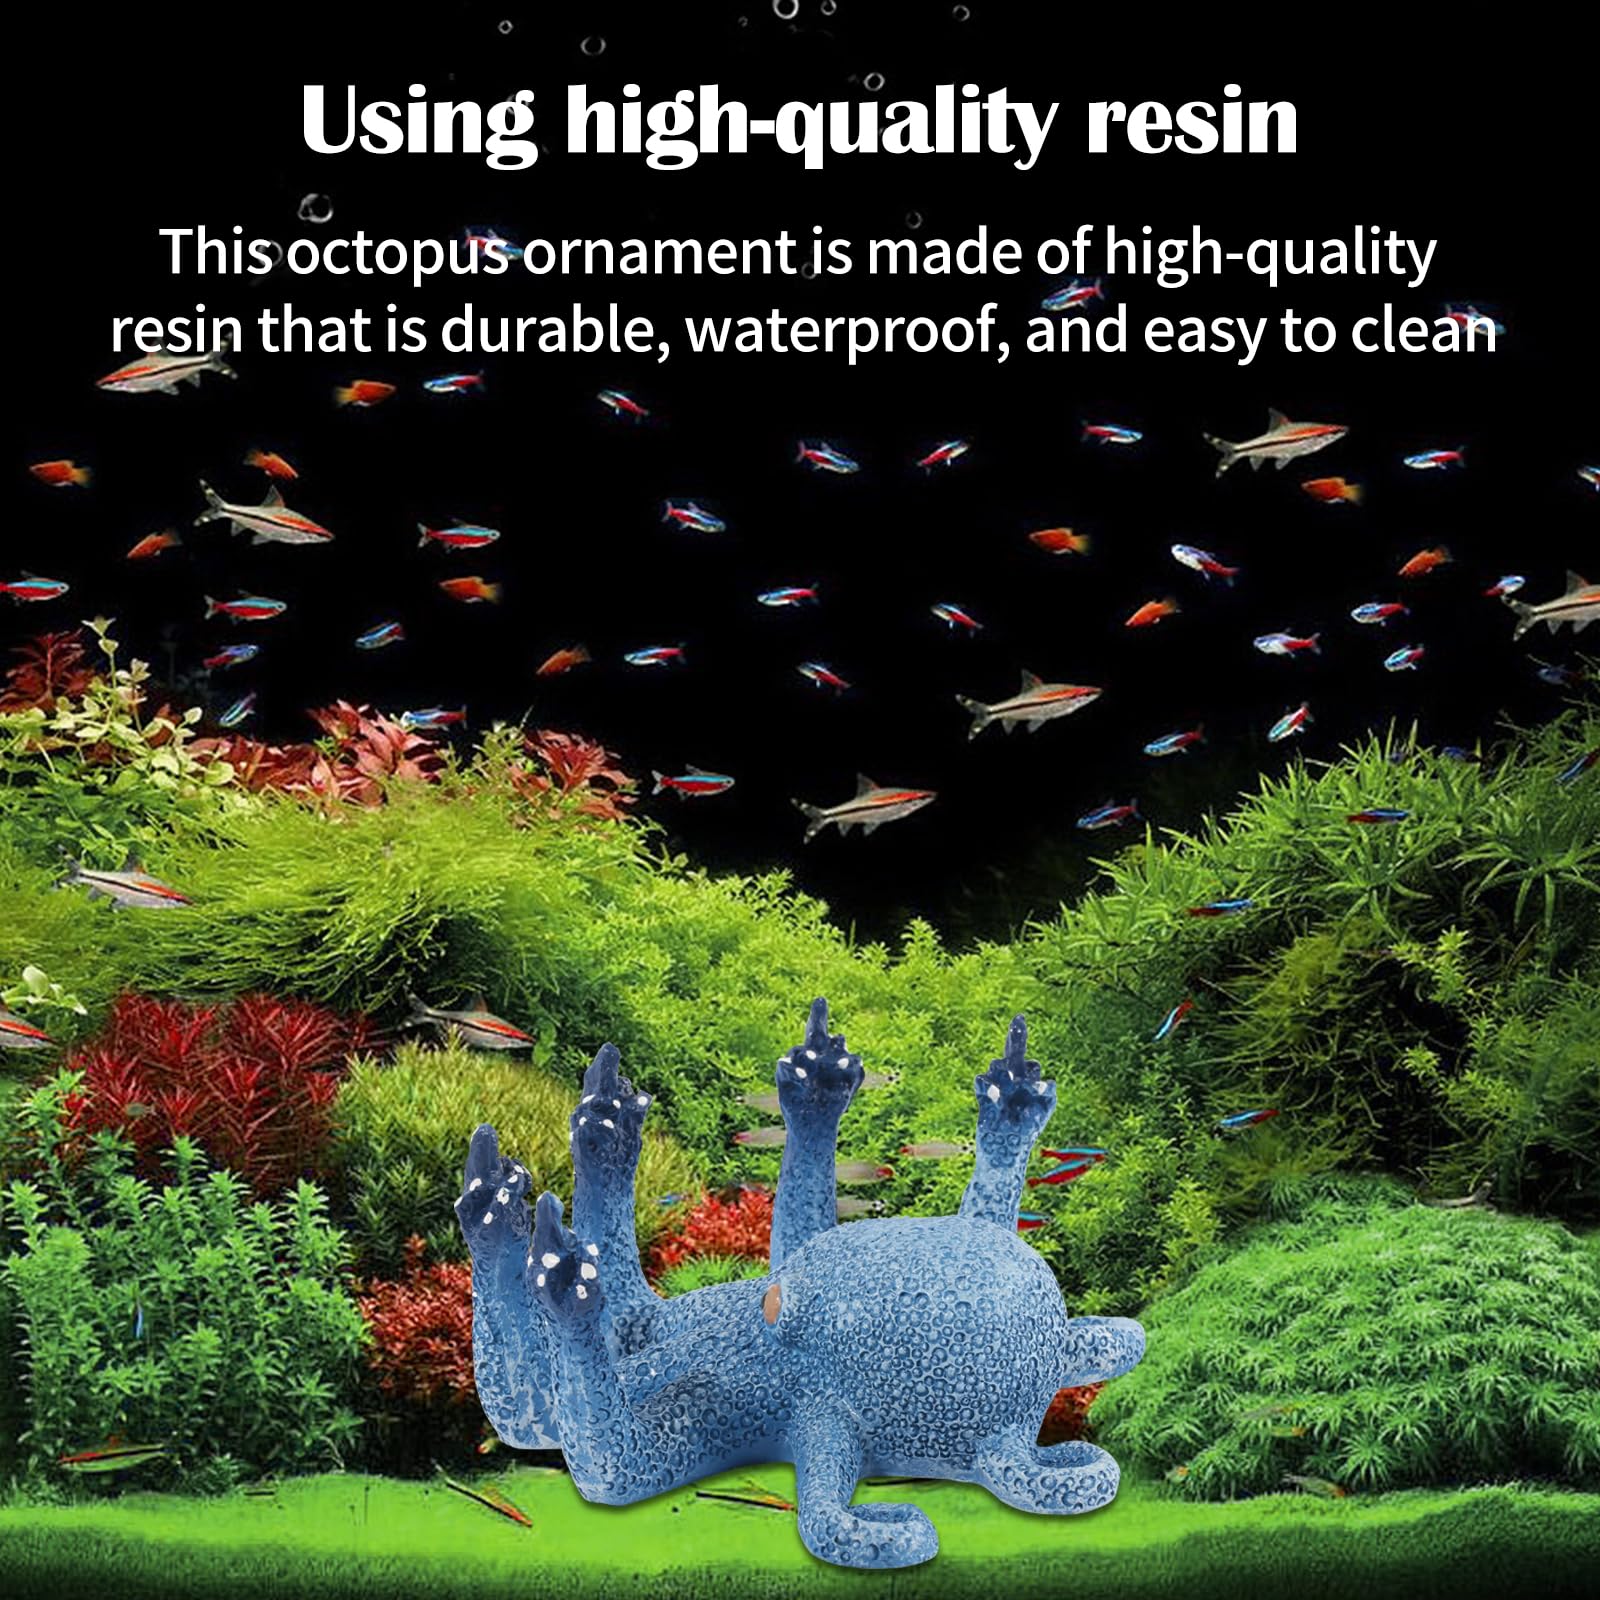 Using high-quality resin
This octopus ornament is made of high-quality
resin that is durable, waterproof, and easy to clean